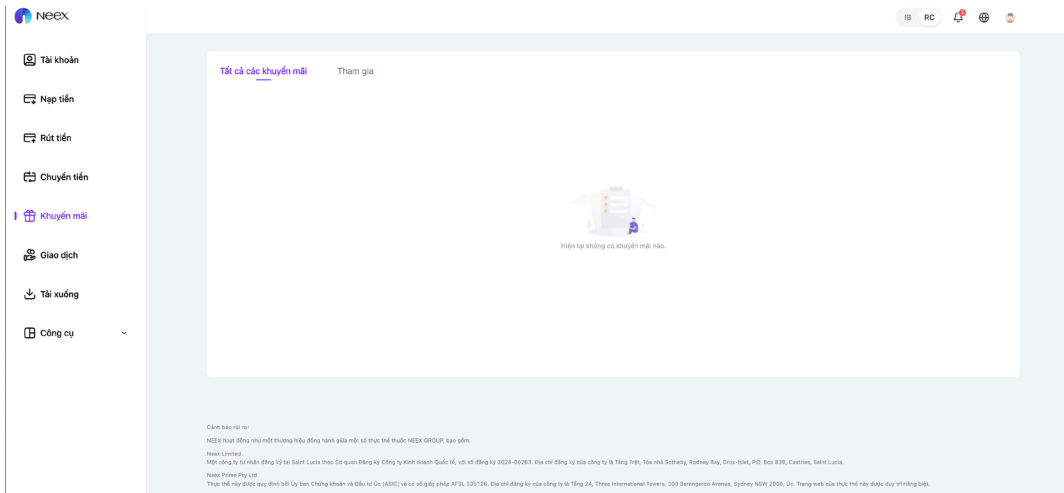 Neex
IB RC
2
Tài khoản
Nạp tiền
Rút tiền
Chuyển tiền
Khuyến mãi
Giao dịch
Tải xuống
Công cụ
Tất cả các khuyến mãi Tham gia
Hiện tại không có khuyến mãi nào.
Cảnh báo rủi ro:
NEEX hoạt động như một thương hiệu đồng hành giữa một số thực thể thuộc NEEX GROUP, bao gồm:
Neex Limited
Một công ty tư nhân đăng ký tại Saint Lucia theo Cơ quan Đăng ký Công ty Kinh doanh Quốc tế, với số đăng ký 2024-00263. Địa chỉ đăng ký của công ty là Tầng Trệt, Tòa nhà Sotheby, Rodney Bay, Gros-Islet, P.O. Box 838, Castries, Saint Lucia.
Neex Prime Pty Ltd
Thực thể này được quy định bởi Ủy ban Chứng khoán và Đầu tư Úc (ASIC) và có số giấy phép AFSL 335126. Địa chỉ đăng ký của công ty là Tầng 24, Three International Towers, 300 Barangaroo Avenue, Sydney NSW 2000, Úc. Trang web của thực thể này được duy trì riêng biệt.